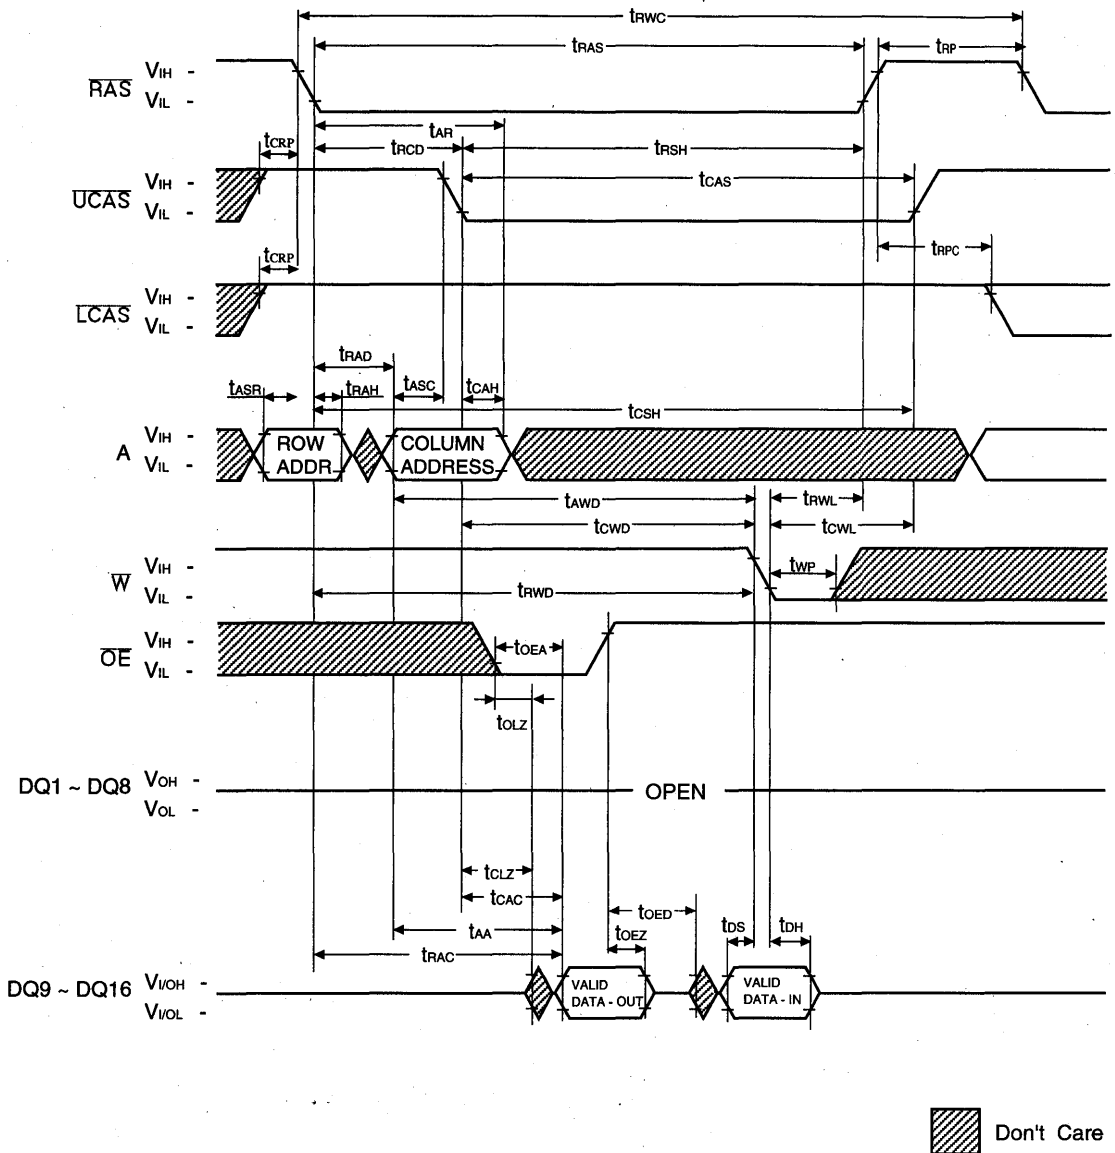 tRWC
tRAS
tRP
RAS
VIH -
VIL -
tAR
tCRP
tRCD
tRSH
UCAS
VIH -
VIL -
tCAS
tCRP
tRPC
LCAS
VIH -
VIL -
tRAD
tASR
tRAH
tASC
tCAH
tCSH
A
VIH -
VIL -
ROW ADDR.
COLUMN ADDRESS
tAWD
tRWL
tCWD
tCWL
W
VIH -
VIL -
tWP
tRWD
OE
VIH -
VIL -
tOEA
tOLZ
DQ1 ~ DQ8
VOH -
VOL -
OPEN
tCLZ
tCAC
tOED
tAA
tOEZ
tDS
tDH
tRAC
DQ9 ~ DQ16
VI/OH -
VI/OL -
VALID DATA - OUT
VALID DATA - IN
Don't Care